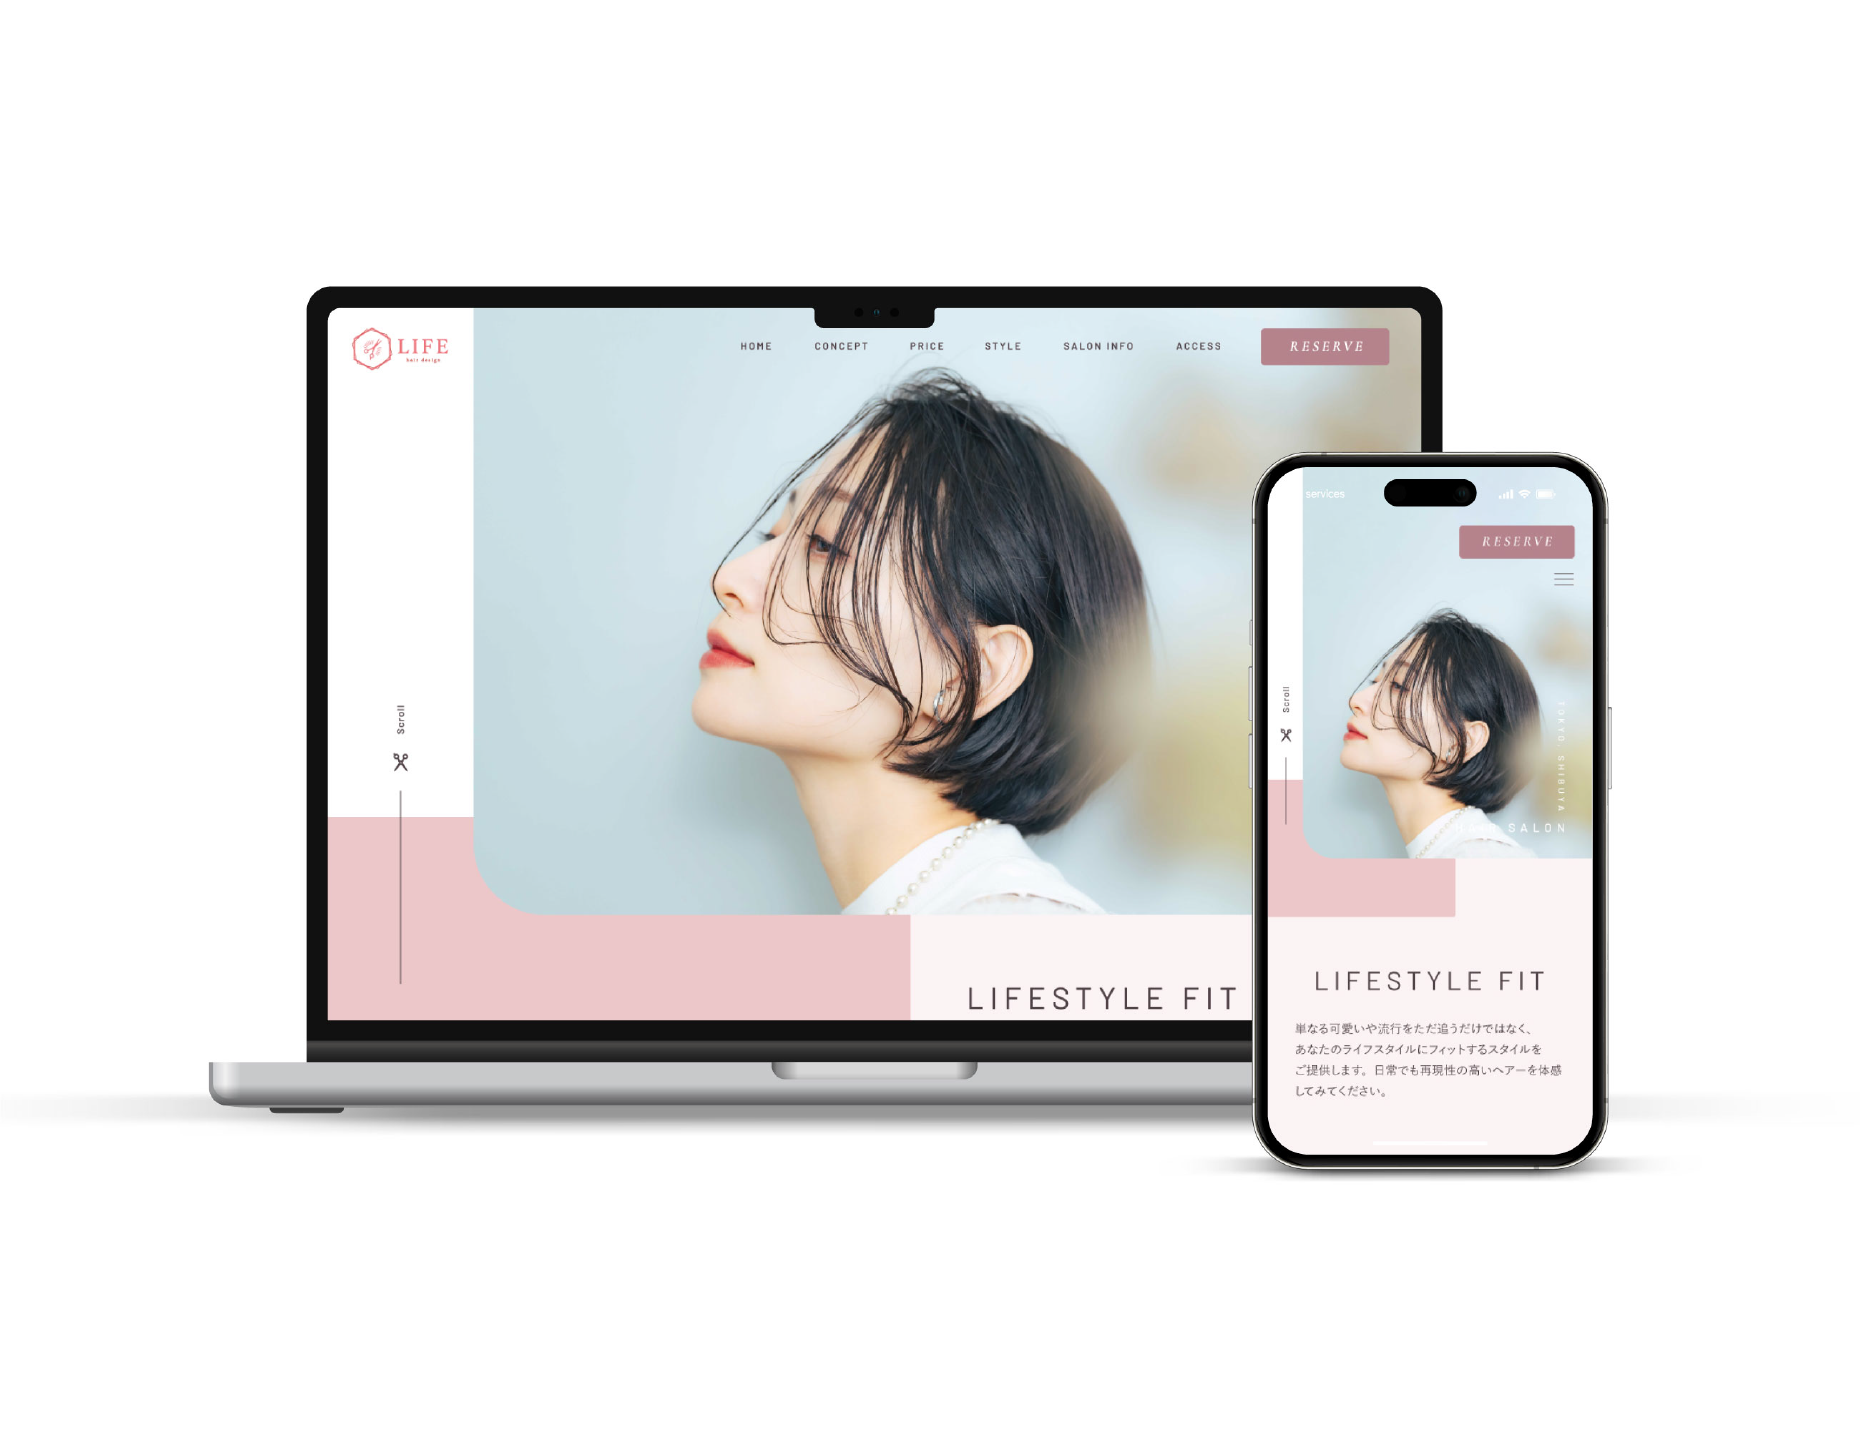 LIFE
hair design
HOME
CONCEPT
PRICE
STYLE
SALON INFO
ACCESS
RESERVE
Scroll
LIFESTYLE FIT
services
RESERVE
Scroll
TOKYO, SHIBUYA
SALON
LIFESTYLE FIT
単なる可愛いや流行をただ追うだけではなく、
あなたのライフスタイルにフィットするスタイルを
ご提供します。日常でも再現性の高いヘアーを体感
してみてください。